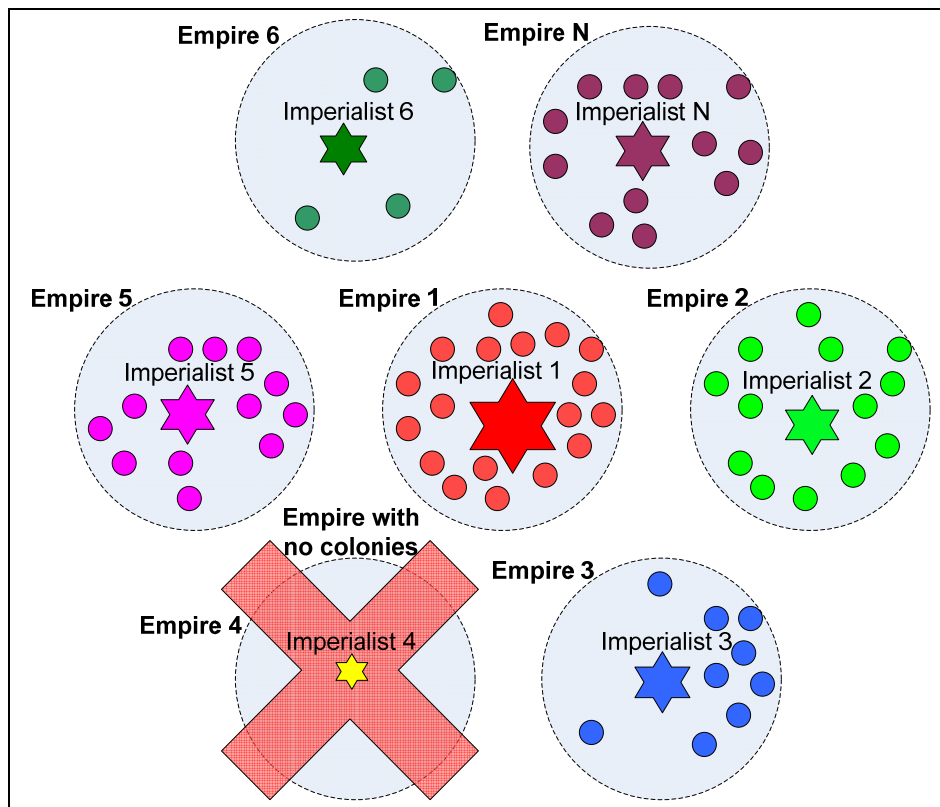 Empire 6
Imperialist 6
Empire N
Imperialist N
Empire 5
Imperialist 5
Empire 1
Imperialist 1
Empire 2
Imperialist 2
Empire with
no colonies
Empire 4
Imperialist 4
Empire 3
Imperialist 3